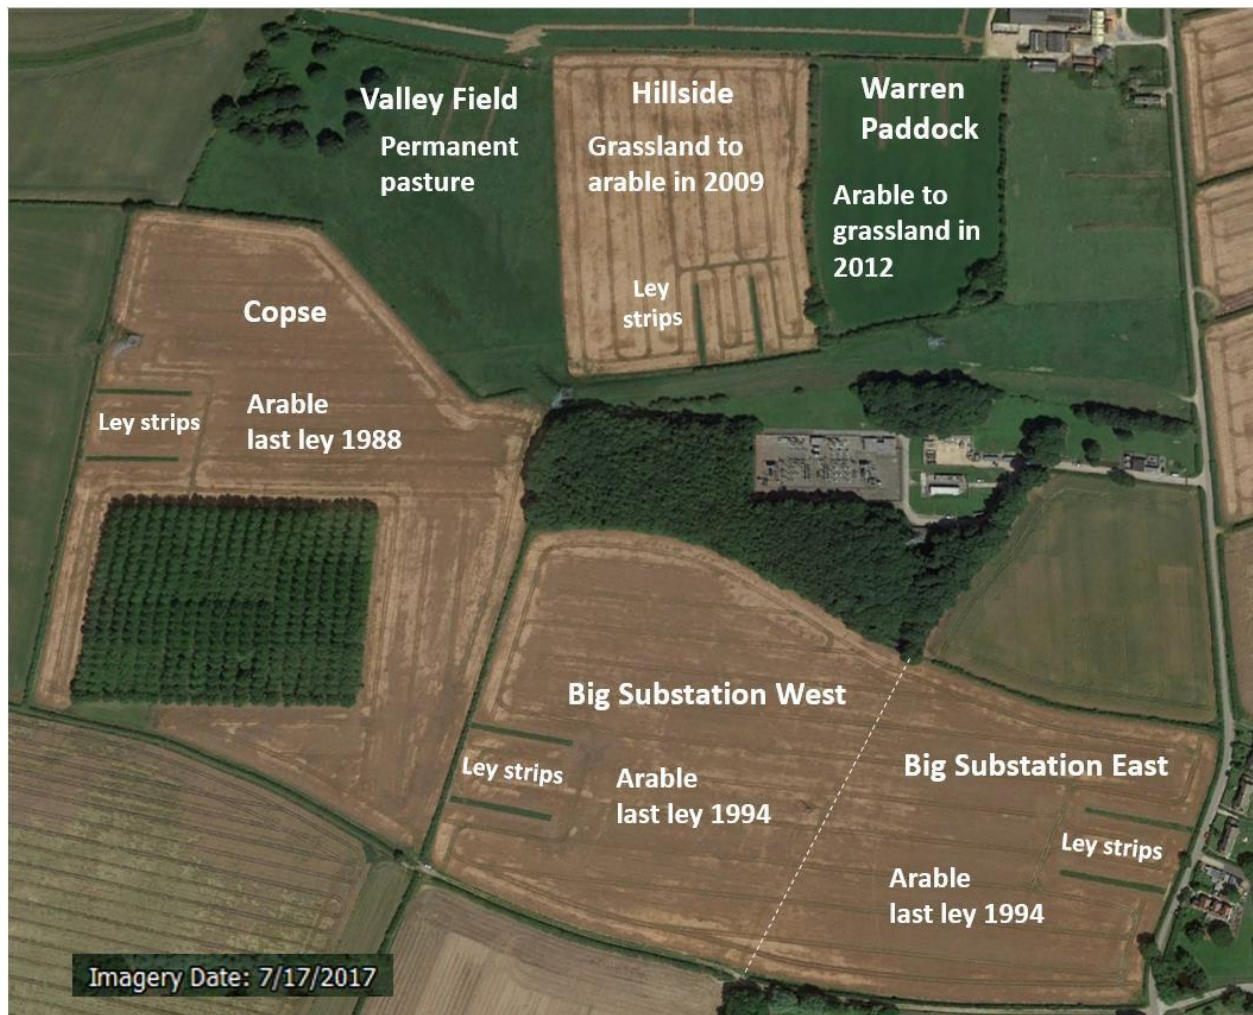 Valley Field
Permanent
pasture
Hillside
Grassland to
arable in 2009
Ley
strips
Warren
Paddock
Arable to
grassland in
2012
Copse
Arable
last ley 1988
Ley strips
Big Substation West
Arable
last ley 1994
Ley strips
Big Substation East
Ley strips
Arable
last ley 1994
Imagery Date: 7/17/2017